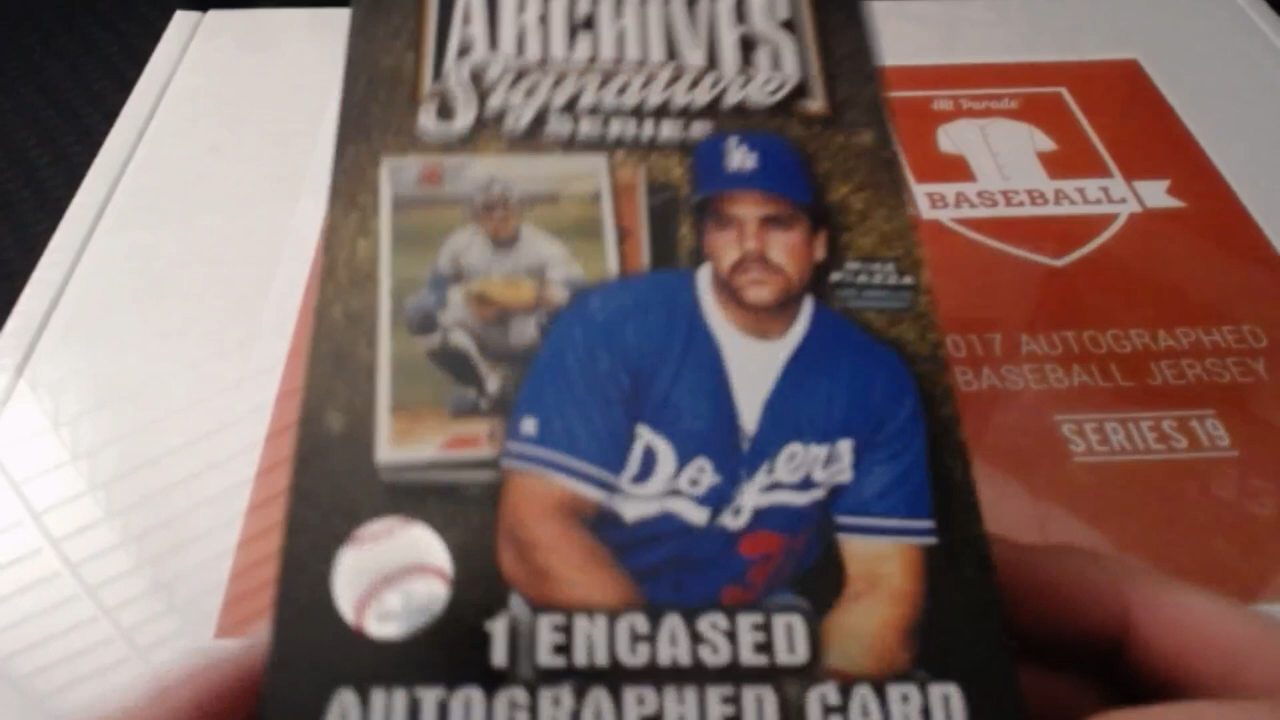 ARCHIVES
Signature
SERIES
LA
MIKE
PIAZZA
Dodgers
1 ENCASED
AUTOGRAPHED CARD
Hit Parade
BASEBALL
017 AUTOGRAPHED
BASEBALL JERSEY
SERIES 19